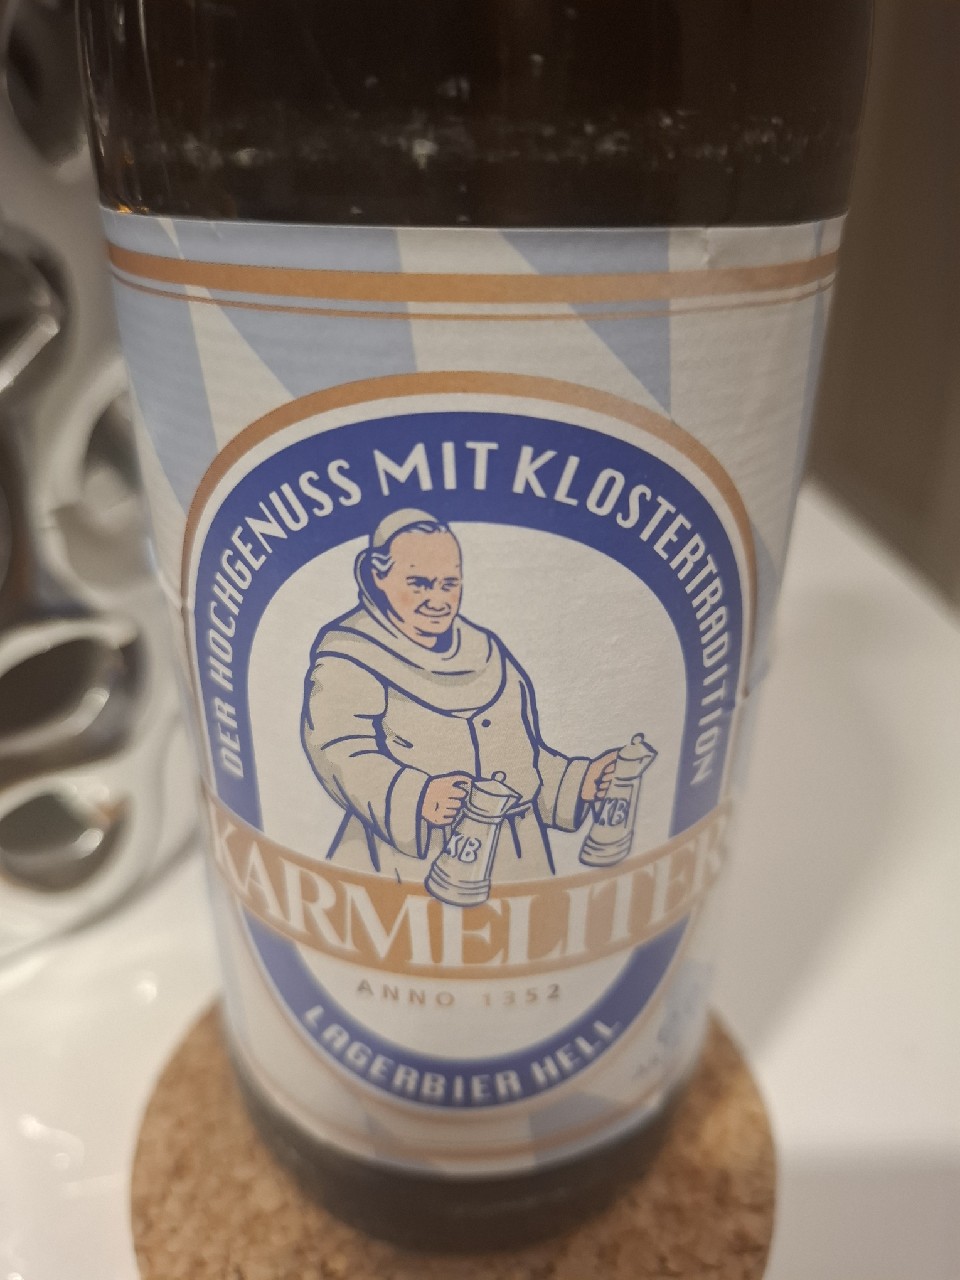 DER HOCHGENUSS MIT KLOSTERTRADITION
KB
KB
KARMELITER
ANNO 1352
LAGERBIER HELL